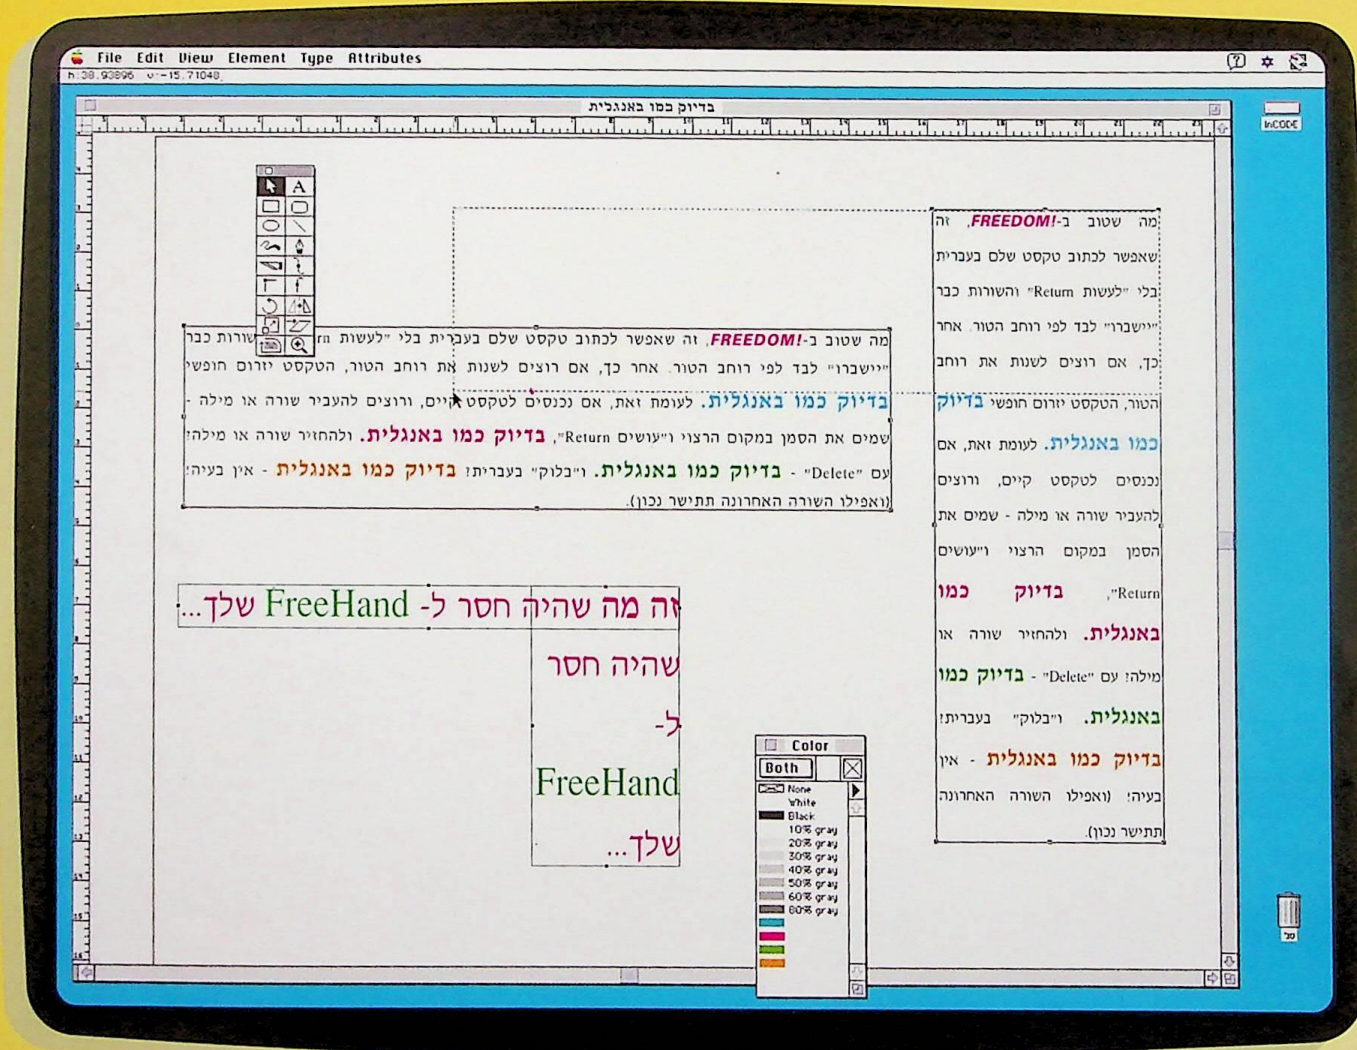 File Edit View Element Type Attributes
h:38.93896 v:-15.71048
בדיוק כמו באנגלית
InCODE
מה שטוב ב-FREEDOM!, זה
שאפשר לכתוב טקסט שלם בעברית
בלי "לעשות Return" והשורות כבר
"יישברו" לבד לפי רוחב הטור. אחר
כך, אם רוצים לשנות את רוחב
הטור, הטקסט יזרום חופשי בדיוק
כמו באנגלית. לעומת זאת, אם
נכנסים לטקסט קיים, ורוצים
להעביר שורה או מילה - שמים את
הסמן במקום הרצוי ו"עושים
Return", בדיוק כמו
באנגלית. ולהחזיר שורה או
מילה? עם "Delete" - בדיוק כמו
באנגלית. ו"בלוק" בעברית?
בדיוק כמו באנגלית - אין
בעיה! (ואפילו השורה האחרונה
תתישר נכון).
A
מה שטוב ב-FREEDOM!, זה שאפשר לכתוב טקסט שלם בעברית בלי "לעשות rn שורות כבר
"יישברו" לבד לפי רוחב הטור. אחר כך, אם רוצים לשנות את רוחב הטור, הטקסט יזרום חופשי
בדיוק כמו באנגלית. לעומת זאת, אם נכנסים לטקסט קיים, ורוצים להעביר שורה או מילה -
שמים את הסמן במקום הרצוי ו"עושים Return", בדיוק כמו באנגלית. ולהחזיר שורה או מילה?
עם "Delete" - בדיוק כמו באנגלית. ו"בלוק" בעברית? בדיוק כמו באנגלית - אין בעיה!
(ואפילו השורה האחרונה תתישר נכון).
זה מה שהיה חסר ל- FreeHand שלך...
שהיה חסר
ל-
FreeHand
שלך...
Color
Both
None
White
Black
10% gray
20% gray
30% gray
40% gray
50% gray
60% gray
80% gray
סל